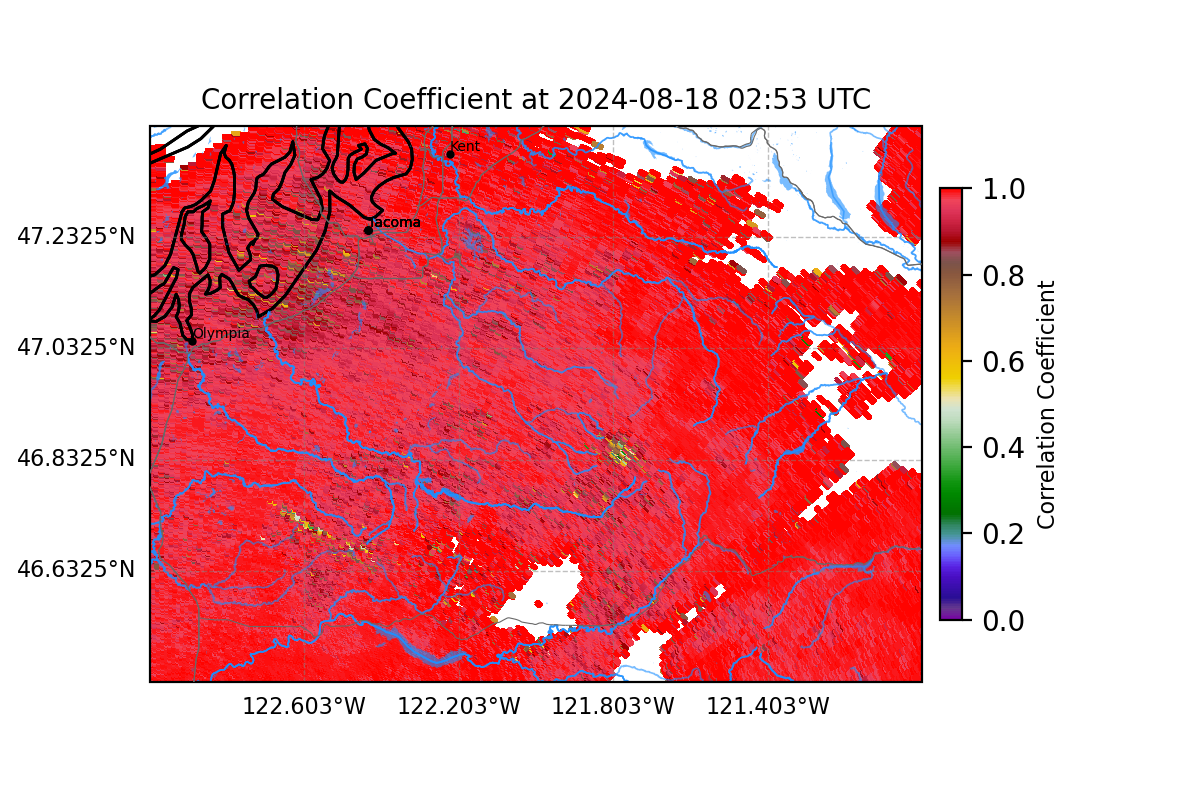 Correlation Coefficient at 2024-08-18 02:53 UTC
Kent
Tacoma
Olympia
47.2325°N
47.0325°N
46.8325°N
46.6325°N
122.603°W 122.203°W 121.803°W 121.403°W
1.0
0.8
0.6
0.4
0.2
0.0
Correlation Coefficient